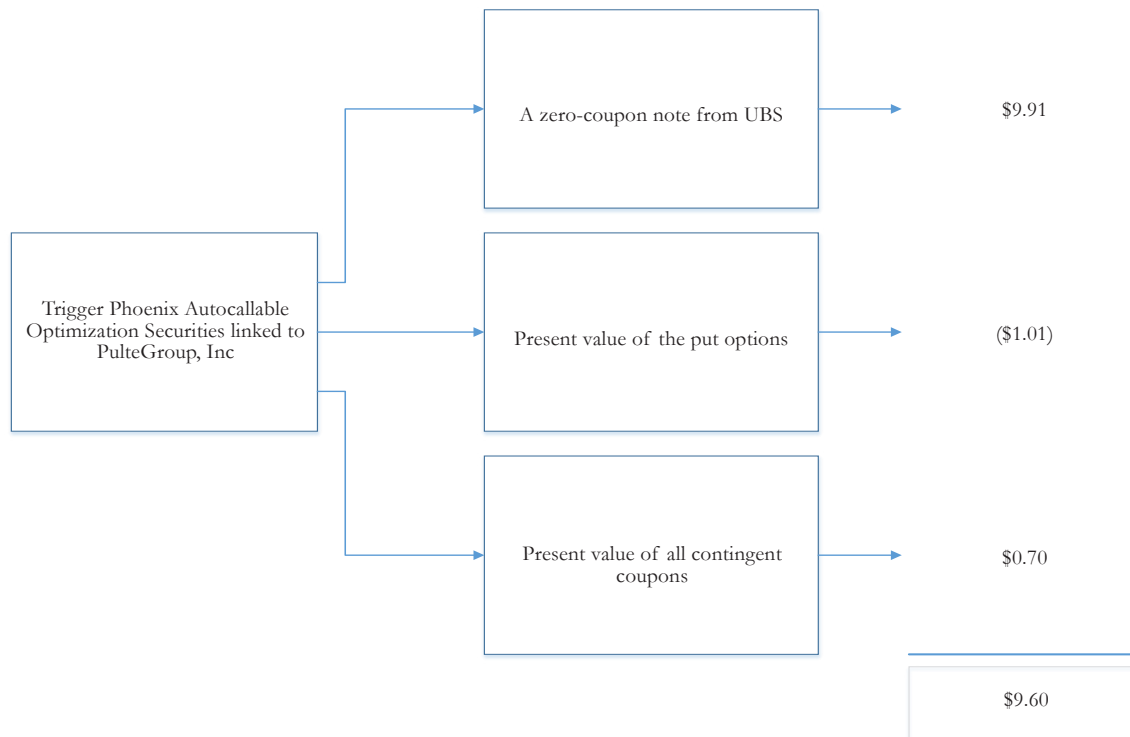 A zero-coupon note from UBS
$9.91
Trigger Phoenix Autocallable
Optimization Securities linked to
PulteGroup, Inc
Present value of the put options
($1.01)
Present value of all contingent
coupons
$0.70
$9.60